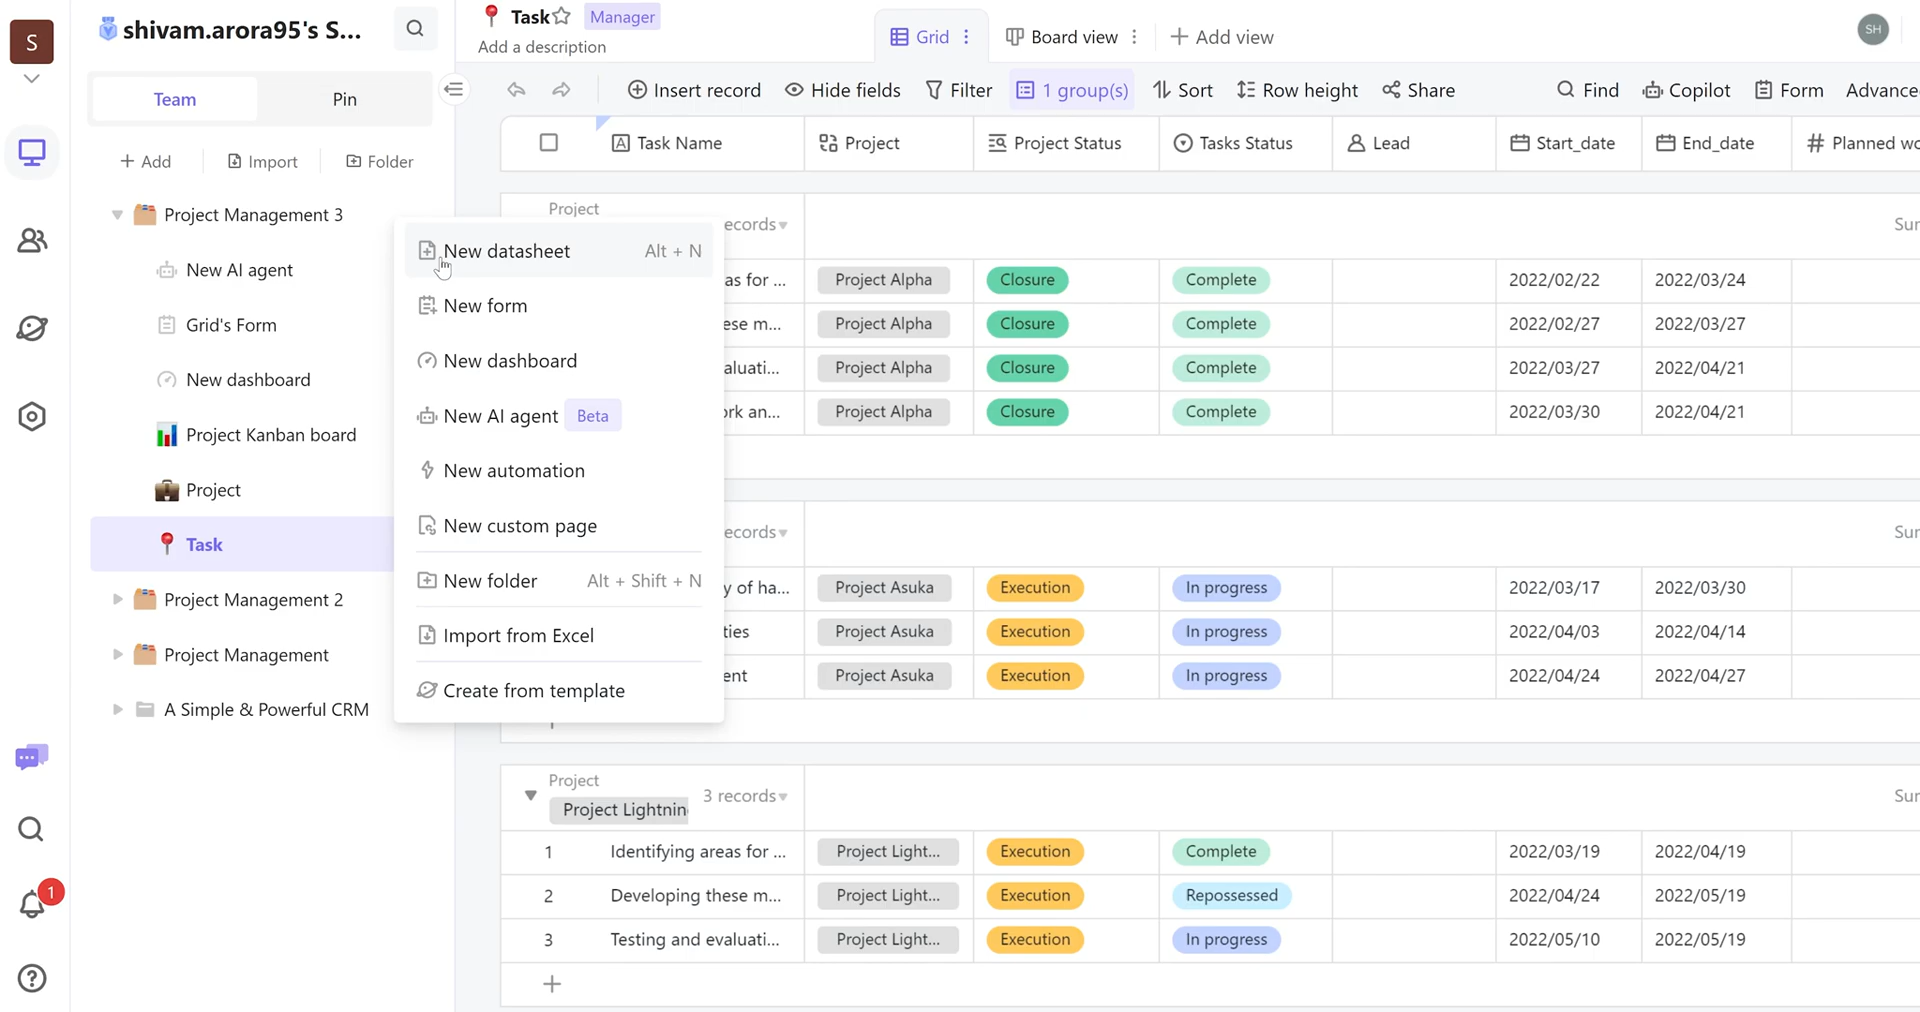 S
shivam.arora95's S...
Team
Pin
Add
Import
Folder
Project Management 3
New AI agent
Grid's Form
New dashboard
Project Kanban board
Project
Task
Project Management 2
Project Management
A Simple & Powerful CRM
1
New datasheet Alt + N
New form
New dashboard
New AI agent Beta
New automation
New custom page
New folder Alt + Shift + N
Import from Excel
Create from template
Task Manager
Add a description
Grid
Board view
Add view
SH
Insert record
Hide fields
Filter
1 group(s)
Sort
Row height
Share
Find
Copilot
Form
Advance
Task Name Project Project Status Tasks Status Lead Start_date End_date # Planned wo
Project
ecords
Sur
as for ... Project Alpha Closure Complete 2022/02/22 2022/03/24
ese m... Project Alpha Closure Complete 2022/02/27 2022/03/27
aluati... Project Alpha Closure Complete 2022/03/27 2022/04/21
rk an... Project Alpha Closure Complete 2022/03/30 2022/04/21
ecords
Sur
y of ha... Project Asuka Execution In progress 2022/03/17 2022/03/30
ties Project Asuka Execution In progress 2022/04/03 2022/04/14
ent Project Asuka Execution In progress 2022/04/24 2022/04/27
Project
Project Lightnin
3 records
Sur
1 Identifying areas for ... Project Light... Execution Complete 2022/03/19 2022/04/19
2 Developing these m... Project Light... Execution Repossessed 2022/04/24 2022/05/19
3 Testing and evaluati... Project Light... Execution In progress 2022/05/10 2022/05/19